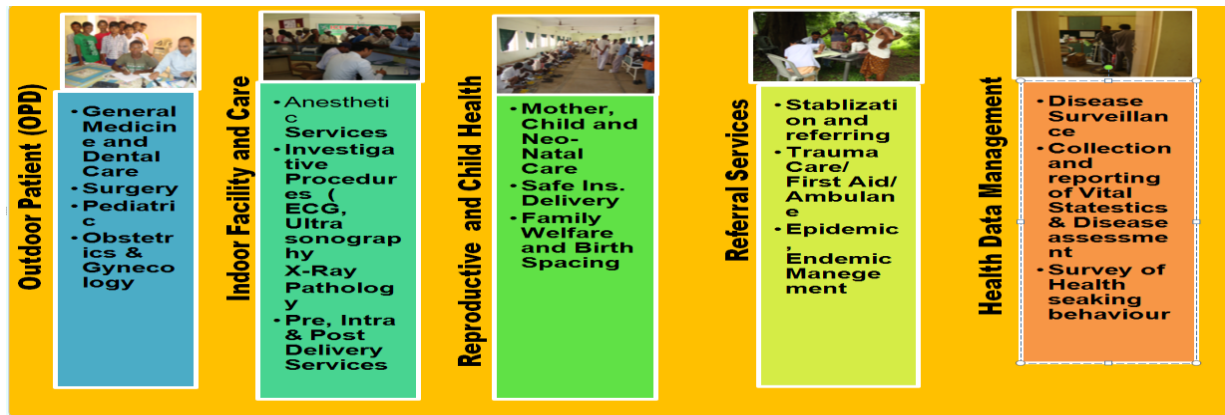 Outdoor Patient (OPD)
• General
Medicin
e and
Dental
Care
• Surgery
• Pediatri
c
• Obstetr
ics &
Gyneco
logy
Indoor Facility and Care
• Anestheti
c
Services
• Investiga
tive
Procedur
es (
ECG,
Ultra
sonograp
hy
X-Ray
Patholog
y
• Pre, Intra
& Post
Delivery
Services
Reproductive and Child Health
• Mother,
Child and
Neo-
Natal
Care
• Safe Ins.
Delivery
• Family
Welfare
and Birth
Spacing
Referral Services
• Stablizati
on and
referring
• Trauma
Care/
First Aid/
Ambulan
e
• Epidemic
,
Endemic
Manege
ment
Health Data Management
• Disease
Surveillan
ce
• Collection
and
reporting
of Vital
Statestics
& Disease
assessme
nt
• Survey of
Health
seaking
behaviour